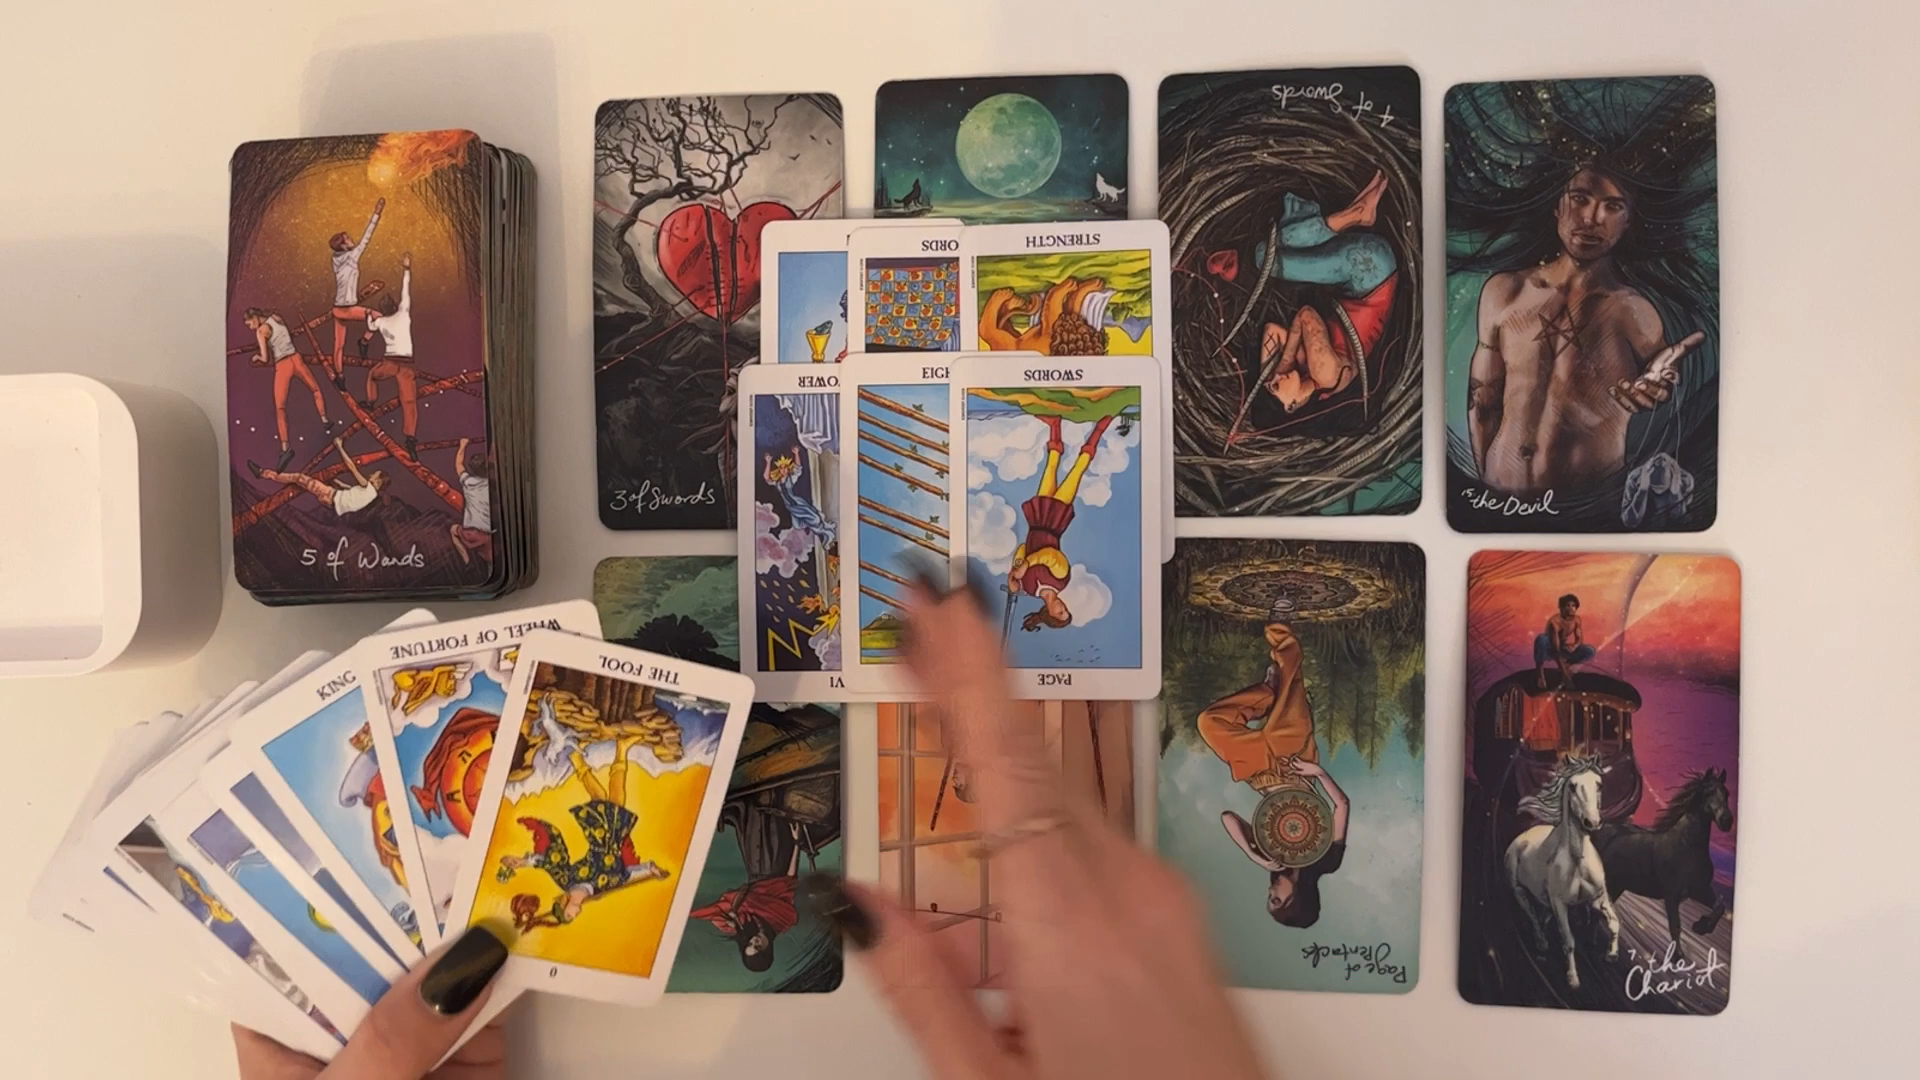 5 of Wands
3 of Swords
4 of Swords
15 the Devil
STRENGTH
SWORDS
PAGE
WHEEL OF FORTUNE
KING
THE FOOL
0
Page of
Pentacles
7. the
Chariot